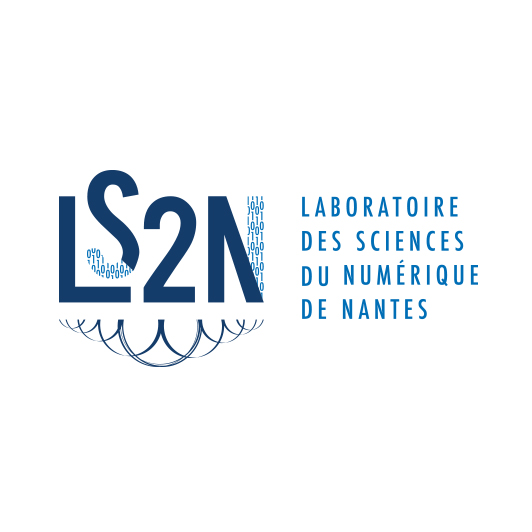 LS2N
LABORATOIRE
DES SCIENCES
DU NUMÉRIQUE
DE NANTES